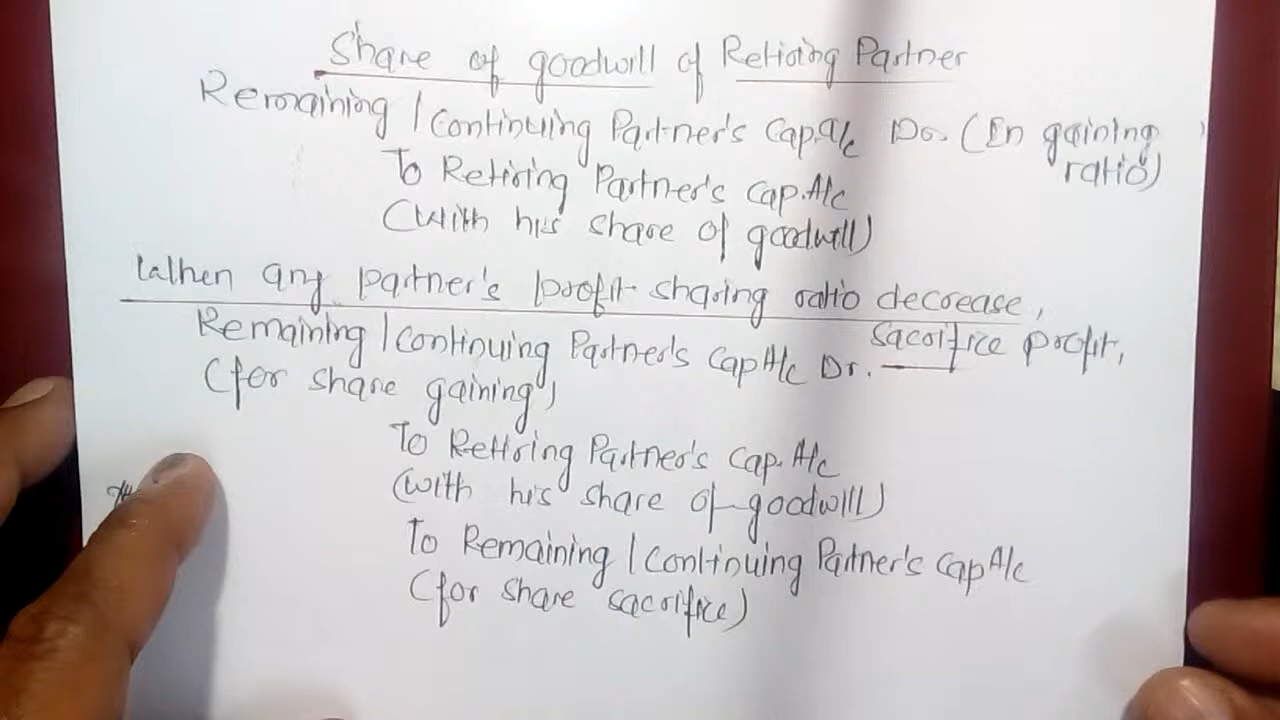 Share of goodwill of Retiring Partner
Remaining / Continuing Partner's Cap. A/c Dr. (In gaining
ratio)
To Retiring Partner's Cap. A/c
(With his share of goodwill)
When any partner's profit sharing ratio decrease,
sacrifice profit,
Remaining / Continuing Partner's Cap A/c Dr.
(for share gaining)
To Retiring Partner's Cap. A/c
(with his share of goodwill)
To Remaining / Continuing Partner's Cap A/c
(for share sacrifice)